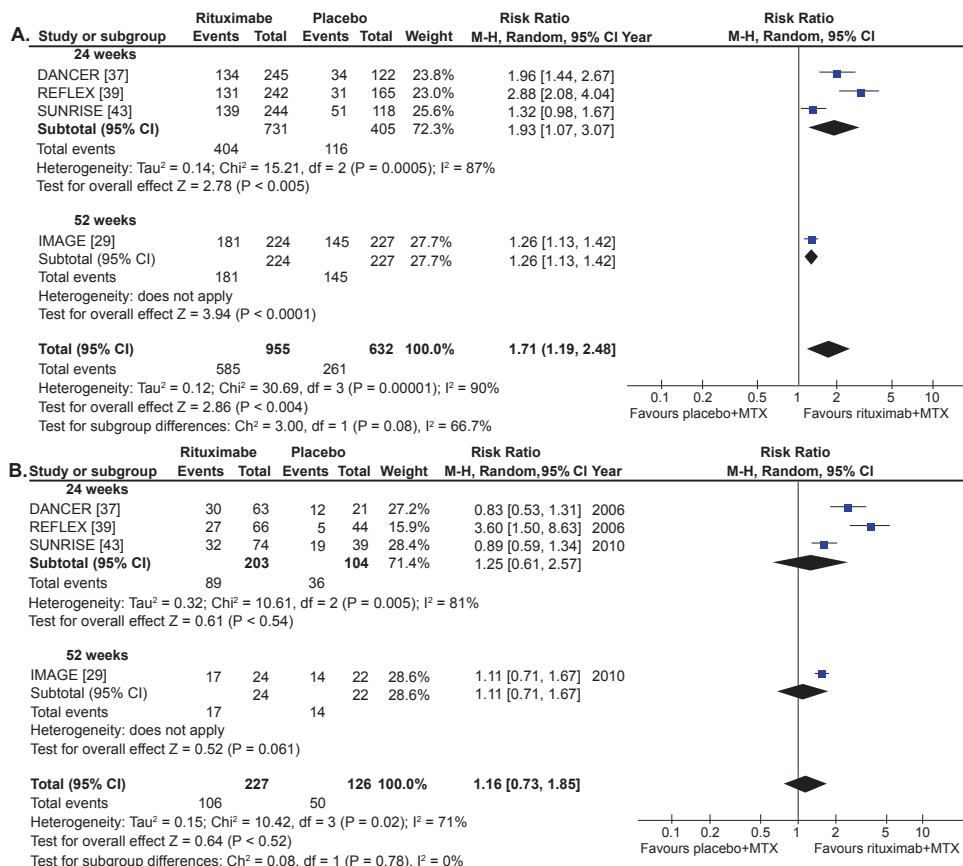 Rituximabe Placebo Risk Ratio Risk Ratio
A. Study or subgroup Events Total Events Total Weight M-H, Random, 95% CI Year M-H, Random, 95% CI
24 weeks
DANCER [37] 134 245 34 122 23.8% 1.96 [1.44, 2.67]
REFLEX [39] 131 242 31 165 23.0% 2.88 [2.08, 4.04]
SUNRISE [43] 139 244 51 118 25.6% 1.32 [0.98, 1.67]
Subtotal (95% CI) 731 405 72.3% 1.93 [1.07, 3.07]
Total events 404 116
Heterogeneity: Tau² = 0.14; Chi² = 15.21, df = 2 (P = 0.0005); I² = 87%
Test for overall effect Z = 2.78 (P < 0.005)
52 weeks
IMAGE [29] 181 224 145 227 27.7% 1.26 [1.13, 1.42]
Subtotal (95% CI) 224 227 27.7% 1.26 [1.13, 1.42]
Total events 181 145
Heterogeneity: does not apply
Test for overall effect Z = 3.94 (P < 0.0001)
Total (95% CI) 955 632 100.0% 1.71 (1.19, 2.48]
Total events 585 261
Heterogeneity: Tau² = 0.12; Chi² = 30.69, df = 3 (P = 0.00001); I² = 90%
Test for overall effect Z = 2.86 (P < 0.004)
Test for subgroup differences: Ch² = 3.00, df = 1 (P = 0.08), I² = 66.7%
0.1 0.2 0.5 1 2 5 10
Favours placebo+MTX Favours rituximab+MTX
Rituximabe Placebo Risk Ratio Risk Ratio
B. Study or subgroup Events Total Events Total Weight M-H, Random, 95% CI Year M-H, Random, 95% CI
24 weeks
DANCER [37] 30 63 12 21 27.2% 0.83 [0.53, 1.31] 2006
REFLEX [39] 27 66 5 44 15.9% 3.60 [1.50, 8.63] 2006
SUNRISE [43] 32 74 19 39 28.4% 0.89 [0.59, 1.34] 2010
Subtotal (95% CI) 203 104 71.4% 1.25 [0.61, 2.57]
Total events 89 36
Heterogeneity: Tau² = 0.32; Chi² = 10.61, df = 2 (P = 0.005); I² = 81%
Test for overall effect Z = 0.61 (P < 0.54)
52 weeks
IMAGE [29] 17 24 14 22 28.6% 1.11 [0.71, 1.67] 2010
Subtotal (95% CI) 24 22 28.6% 1.11 [0.71, 1.67]
Total events 17 14
Heterogeneity: does not apply
Test for overall effect Z = 0.52 (P = 0.061)
Total (95% CI) 227 126 100.0% 1.16 [0.73, 1.85]
Total events 106 50
Heterogeneity: Tau² = 0.15; Chi² = 10.42, df = 3 (P = 0.02); I² = 71%
Test for overall effect Z = 0.64 (P < 0.52)
Test for subgroup differences: Ch² = 0.08, df = 1 (P = 0.78), I² = 0%
0.1 0.2 0.5 1 2 5 10
Favours placebo+MTX Favours rituximab+MTX